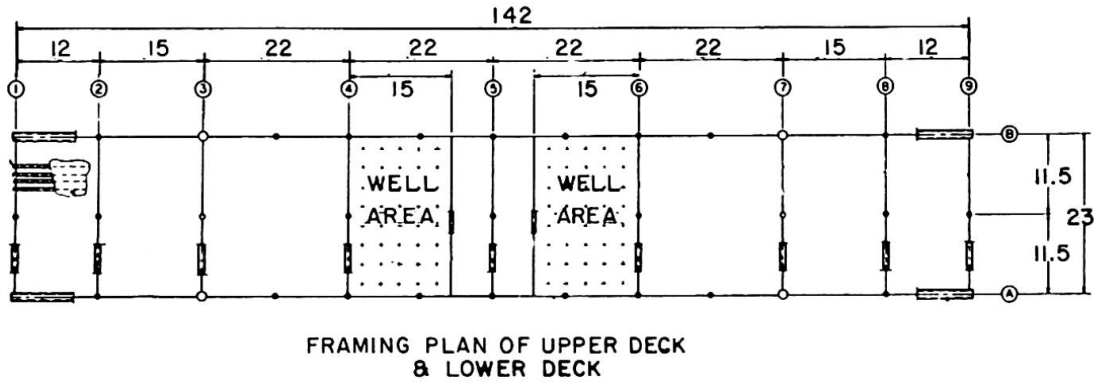 142
12 15 22 22 22 22 15 12
15 15
1 2 3 4 5 6 7 8 9
B
WELL AREA WELL AREA
11.5
23
11.5
A
FRAMING PLAN OF UPPER DECK
& LOWER DECK